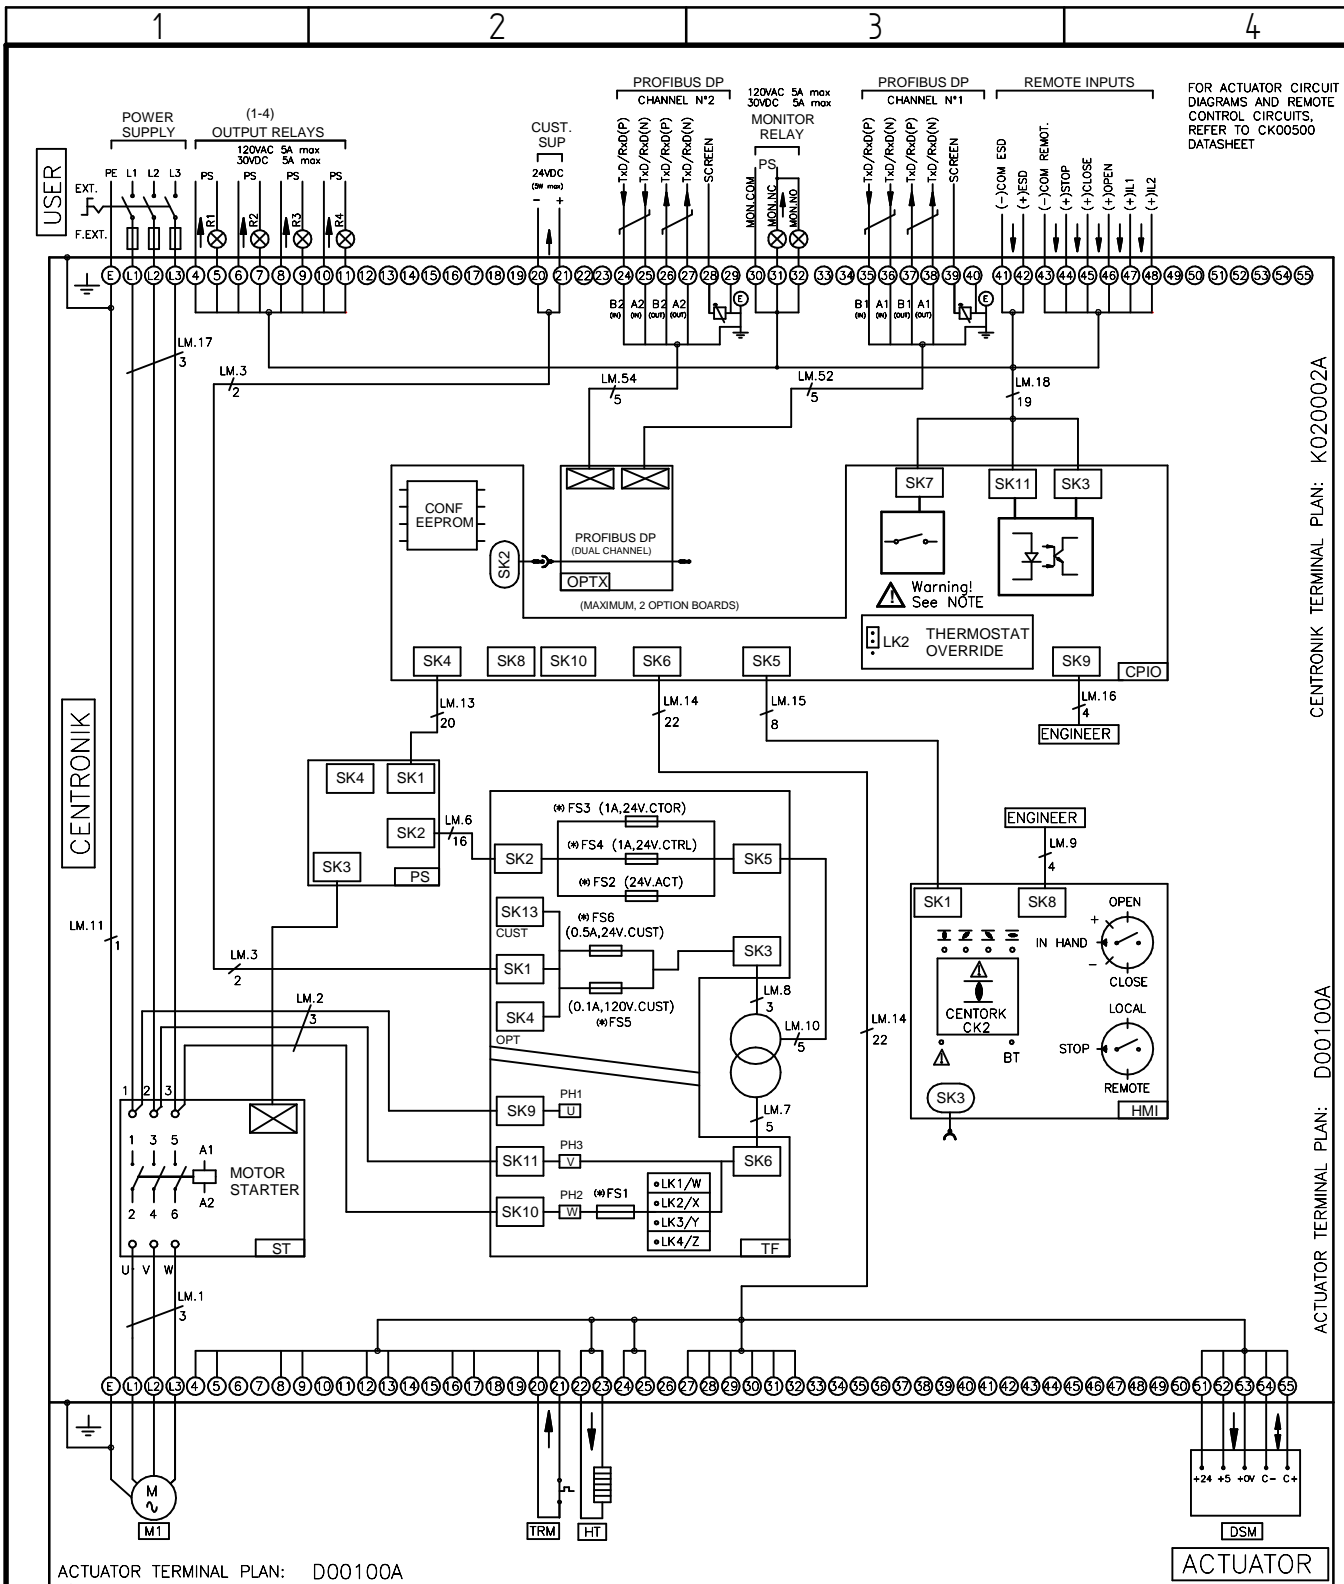 1 2 3 4
FOR ACTUATOR CIRCUIT
DIAGRAMS AND REMOTE
CONTROL CIRCUITS,
REFER TO CK00500
DATASHEET
USER
POWER
SUPPLY
PE L1 L2 L3
EXT.
F.EXT.
(1-4)
OUTPUT RELAYS
120VAC 5A max
30VDC 5A max
PS PS PS PS
R1 R2 R3 R4
CUST.
SUP
24VDC
(5W max)
- +
PROFIBUS DP
CHANNEL N°2
TxD/RxD(P)
TxD/RxD(N)
TxD/RxD(P)
TxD/RxD(N)
SCREEN
120VAC 5A max
30VDC 5A max
MONITOR
RELAY
PS
MON.COM
MON.NC
MON.NO
PROFIBUS DP
CHANNEL N°1
TxD/RxD(P)
TxD/RxD(N)
TxD/RxD(P)
TxD/RxD(N)
SCREEN
REMOTE INPUTS
(-)COM ESD
(+)ESD
(-)COM REMOT.
(+)STOP
(+)CLOSE
(+)OPEN
(+)IL1
(+)IL2
E L1 L2 L3 4 5 6 7 8 9 10 11 12 13 14 15 16 17 18 19 20 21 22 23 24 25 26 27 28 29 30 31 32 33 34 35 36 37 38 39 40 41 42 43 44 45 46 47 48 49 50 51 52 53 54 55
B2 A2 B2 A2
(IN) (IN) (OUT) (OUT)
E
B1 A1 B1 A1
(IN) (IN) (OUT) (OUT)
E
LM.17
3
LM.3
2
LM.54
5
LM.52
5
LM.18
19
CENTRONIK TERMINAL PLAN: K020002A
CONF
EEPROM
SK2
PROFIBUS DP
(DUAL CHANNEL)
OPTX
(MAXIMUM, 2 OPTION BOARDS)
SK7
SK11
SK3
Warning!
See NOTE
LK2
THERMOSTAT
OVERRIDE
SK4
SK8
SK10
SK6
SK5
SK9
CPIO
LM.13
20
LM.14
22
LM.15
8
LM.16
4
ENGINEER
CENTRONIK
SK4
SK1
SK2
SK3
PS
LM.6
16
(*)FS3 (1A,24V.CTOR)
(*)FS4 (1A,24V.CTRL)
(*)FS2 (24V.ACT)
SK2
SK5
SK13
CUST
(*)FS6
(0.5A,24V.CUST)
SK1
SK3
(0.1A,120V.CUST)
(*)FS5
SK4
OPT
LM.8
3
LM.10
5
LM.7
5
SK9
PH1
U
SK11
PH3
V
SK6
SK10
PH2
W
(*)FS1
LK1/W
LK2/X
LK3/Y
LK4/Z
TF
LM.11
1
LM.3
2
LM.2
3
LM.14
22
ENGINEER
LM.9
4
SK1
SK8
OPEN
+
IN HAND
-
CLOSE
LOCAL
STOP
REMOTE
CENTORK
CK2
BT
SK3
HMI
1 2 3
1 3 5
A1
A2
2 4 6
MOTOR
STARTER
ST
U V W
LM.1
3
ACTUATOR TERMINAL PLAN: D00100A
E L1 L2 L3 4 5 6 7 8 9 10 11 12 13 14 15 16 17 18 19 20 21 22 23 24 25 26 27 28 29 30 31 32 33 34 35 36 37 38 39 40 41 42 43 44 45 46 47 48 49 50 51 52 53 54 55
M
M1
TRM
HT
+24 +5 +0V C- C+
DSM
ACTUATOR
ACTUATOR TERMINAL PLAN: D00100A